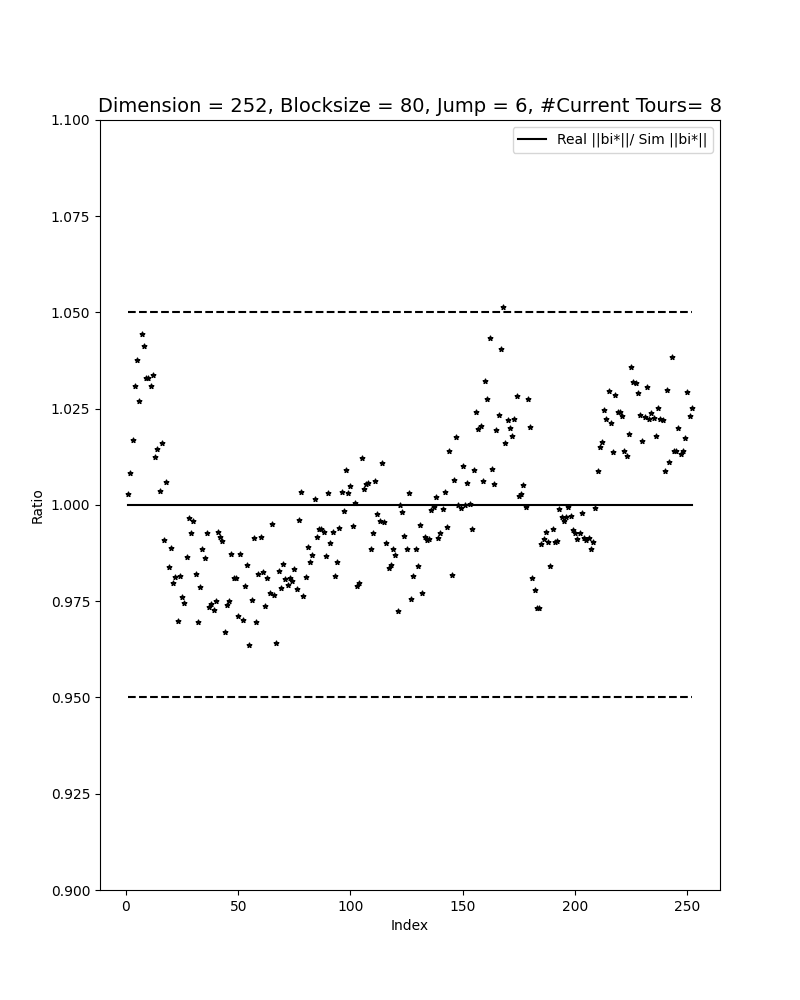 Dimension = 252, Blocksize = 80, Jump = 6, #Current Tours= 8
Real ||bi*||/ Sim ||bi*||
1.100
1.075
1.050
1.025
1.000
0.975
0.950
0.925
0.900
Ratio
0 50 100 150 200 250
Index